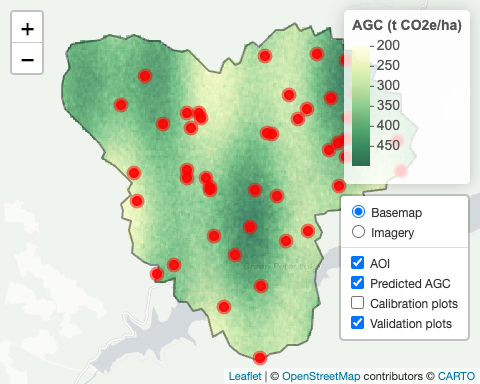 +
−
AGC (t CO2e/ha)
200
250
300
350
400
450
Basemap
Imagery
AOI
Predicted AGC
Calibration plots
Validation plots
Leaflet | © OpenStreetMap contributors © CARTO